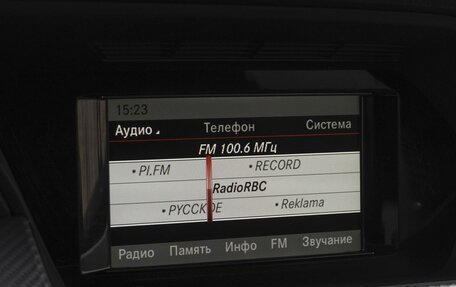 15:23
Аудио Телефон Система
FM 100.6 МГц
• PI.FM • RECORD
RadioRBC
• РУССКОЕ • Reklama
Радио Память Инфо FM Звучание